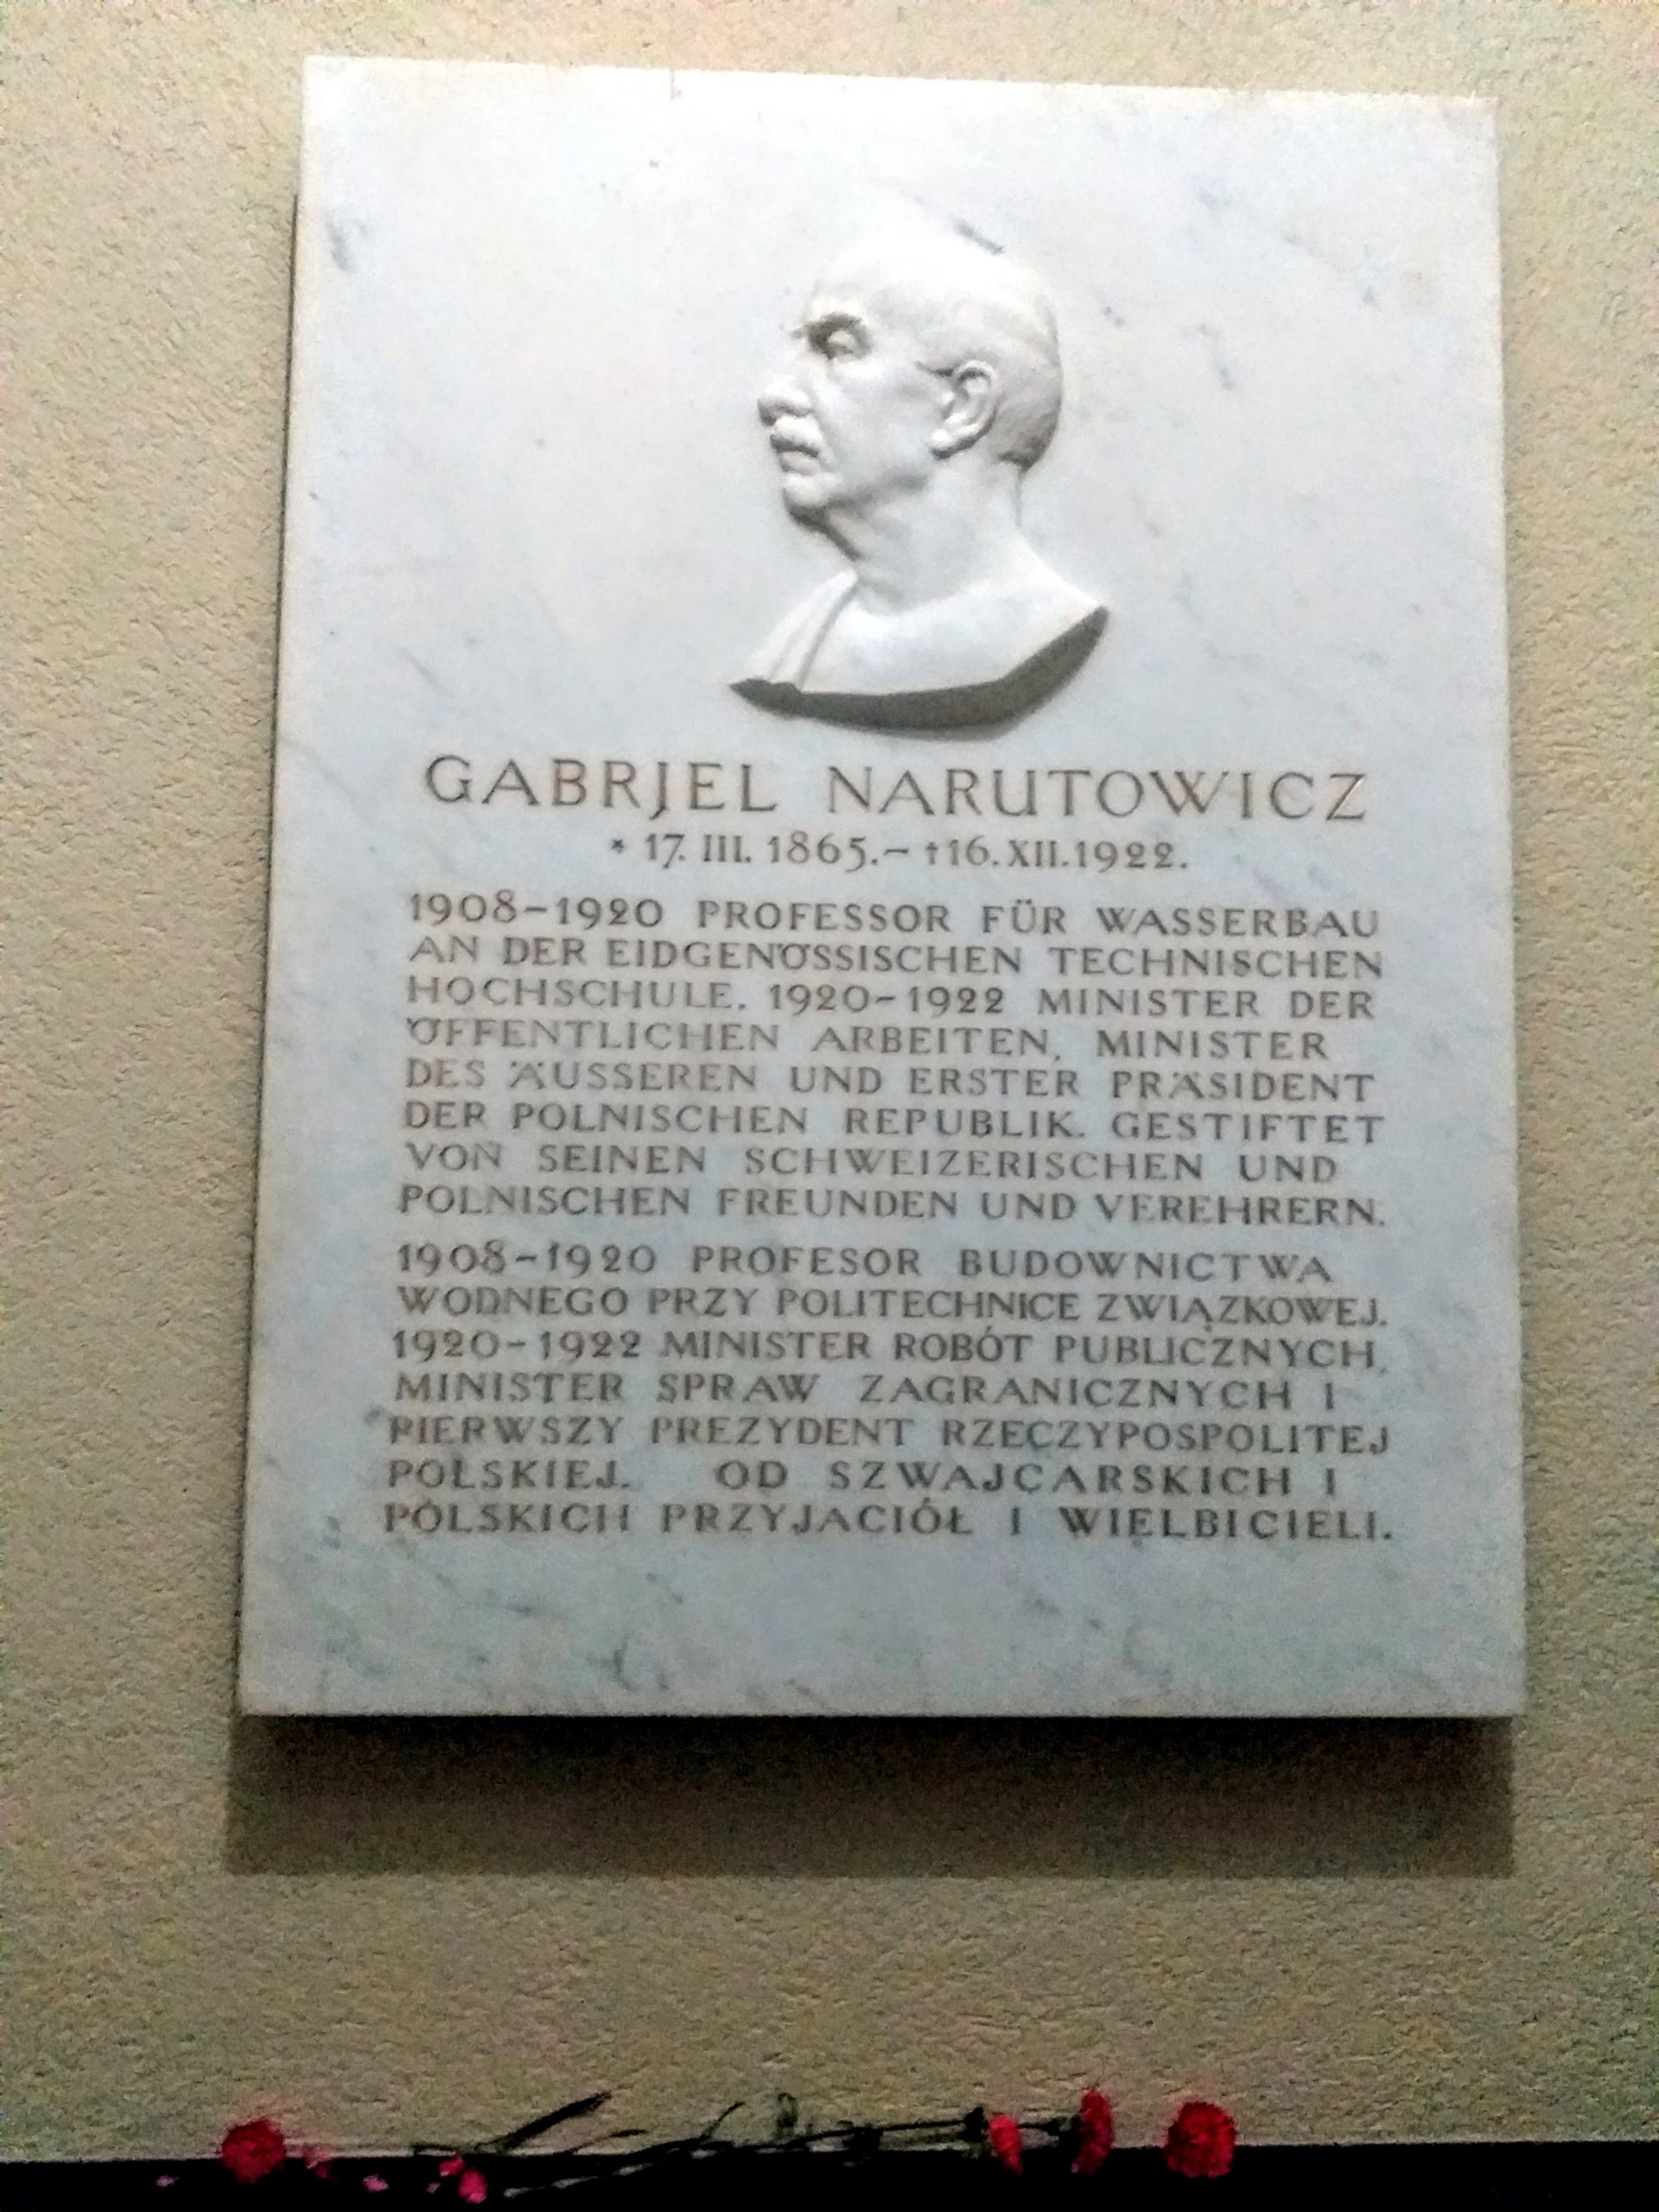 GABRJEL NARUTOWICZ
* 17. III. 1865.– †16. XII. 1922.
1908–1920 PROFESSOR FÜR WASSERBAU
AN DER EIDGENÖSSISCHEN TECHNISCHEN
HOCHSCHULE. 1920–1922 MINISTER DER
ÖFFENTLICHEN ARBEITEN, MINISTER
DES ÄUSSEREN UND ERSTER PRÄSIDENT
DER POLNISCHEN REPUBLIK. GESTIFTET
VON SEINEN SCHWEIZERISCHEN UND
POLNISCHEN FREUNDEN UND VEREHRERN.
1908–1920 PROFESOR BUDOWNICTWA
WODNEGO PRZY POLITECHNICE ZWIĄZKOWEJ.
1920–1922 MINISTER ROBÓT PUBLICZNYCH,
MINISTER SPRAW ZAGRANICZNYCH I
PIERWSZY PREZYDENT RZECZYPOSPOLITEJ
POLSKIEJ. OD SZWAJCARSKICH I
POLSKICH PRZYJACIÓŁ I WIELBICIELI.